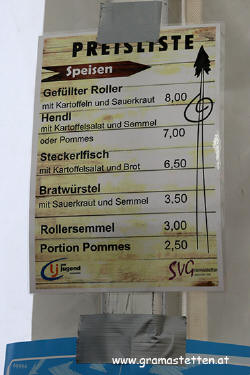 PREISLISTE
Speisen
Gefüllter Roller
mit Kartoffeln und Sauerkraut 8,00
Hendl
mit Kartoffelsalat und Semmel
oder Pommes 7,00
Steckerlfisch
mit Kartoffelsalat und Brot 6,50
Bratwürstel
mit Sauerkraut und Semmel 3,50
Rollersemmel 3,00
Portion Pommes 2,50
Jugend
SVGramastetten
www.gramastetten.at